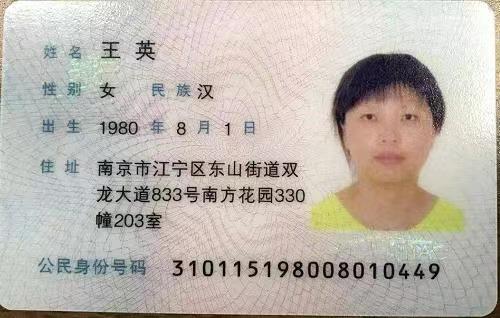 姓名 王英
性别 女 民族 汉
出生 1980 年 8 月 1 日
住址 南京市江宁区东山街道双
龙大道833号南方花园330
幢203室
公民身份号码 310115198008010449